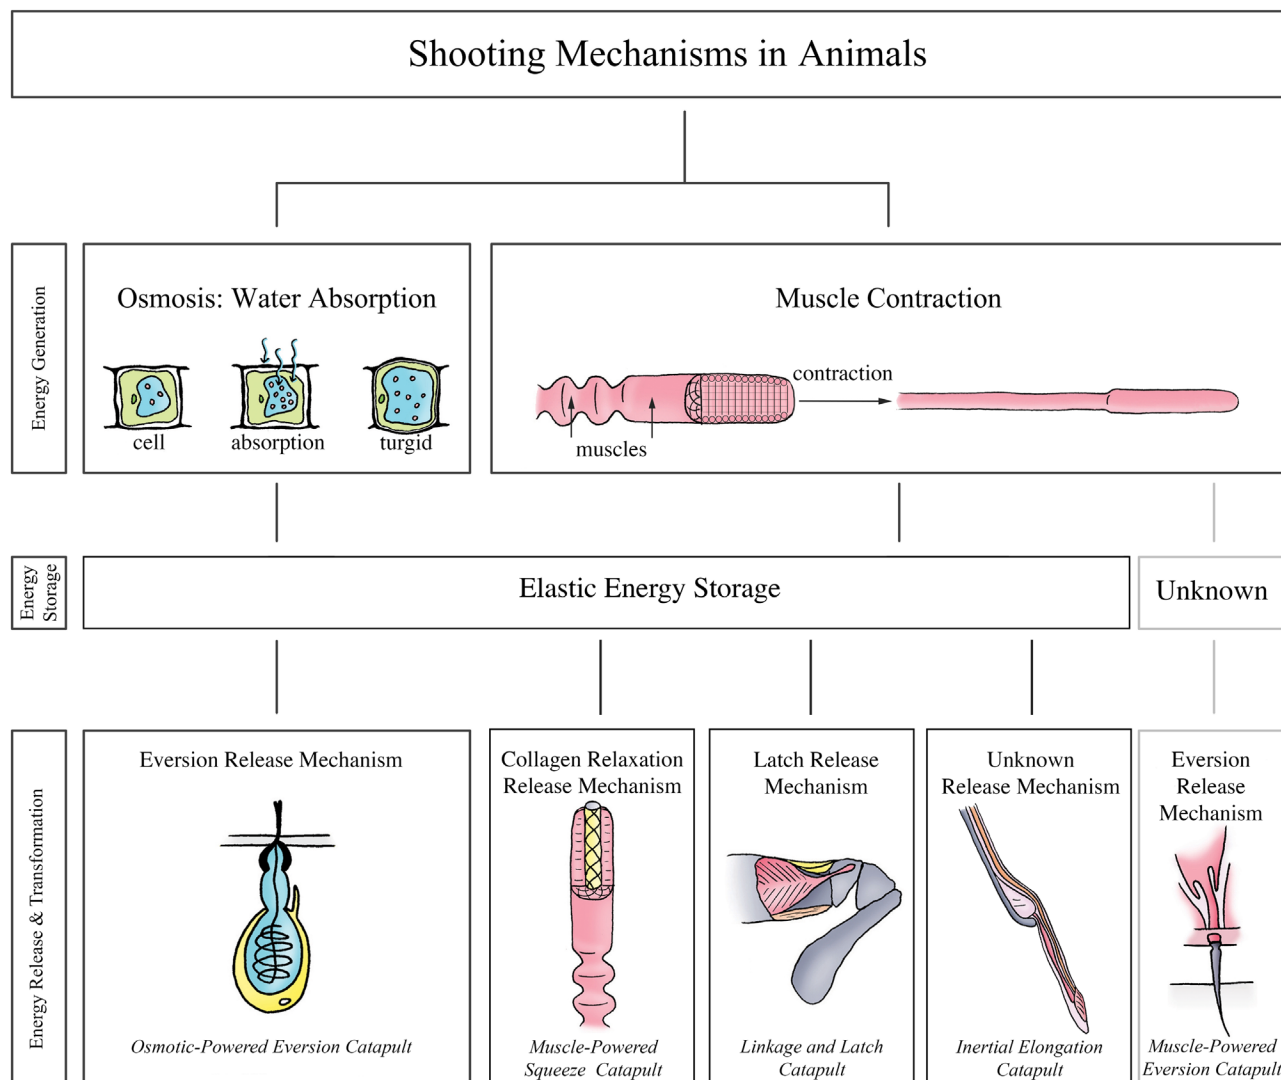 Shooting Mechanisms in Animals
Energy Generation
Osmosis: Water Absorption
cell
absorption
turgid
Muscle Contraction
muscles
contraction
Energy
Storage
Elastic Energy Storage
Unknown
Energy Release & Transformation
Eversion Release Mechanism
Osmotic-Powered Eversion Catapult
Collagen Relaxation
Release Mechanism
Muscle-Powered
Squeeze Catapult
Latch Release
Mechanism
Linkage and Latch
Catapult
Unknown
Release Mechanism
Inertial Elongation
Catapult
Eversion
Release
Mechanism
Muscle-Powered
Eversion Catapult